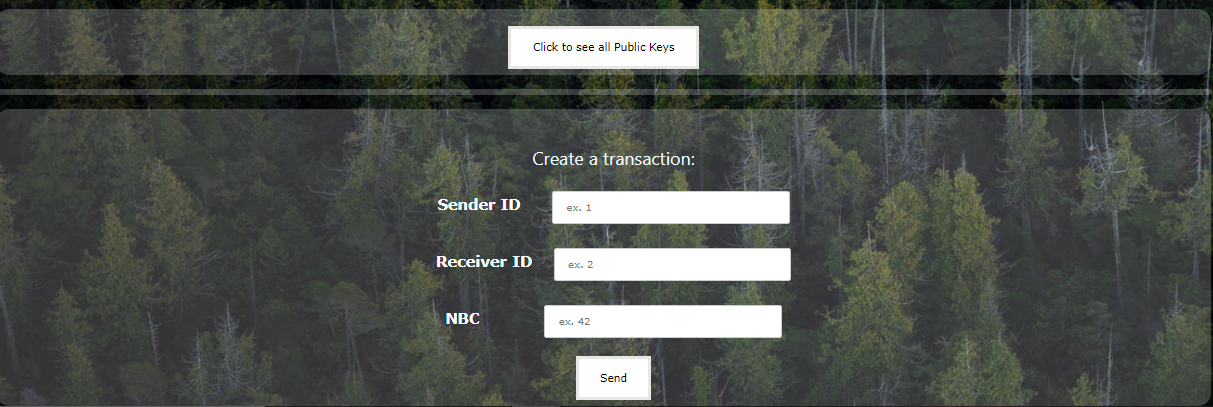 Click to see all Public Keys
Create a transaction:
Sender ID ex. 1
Receiver ID ex. 2
NBC ex. 42
Send